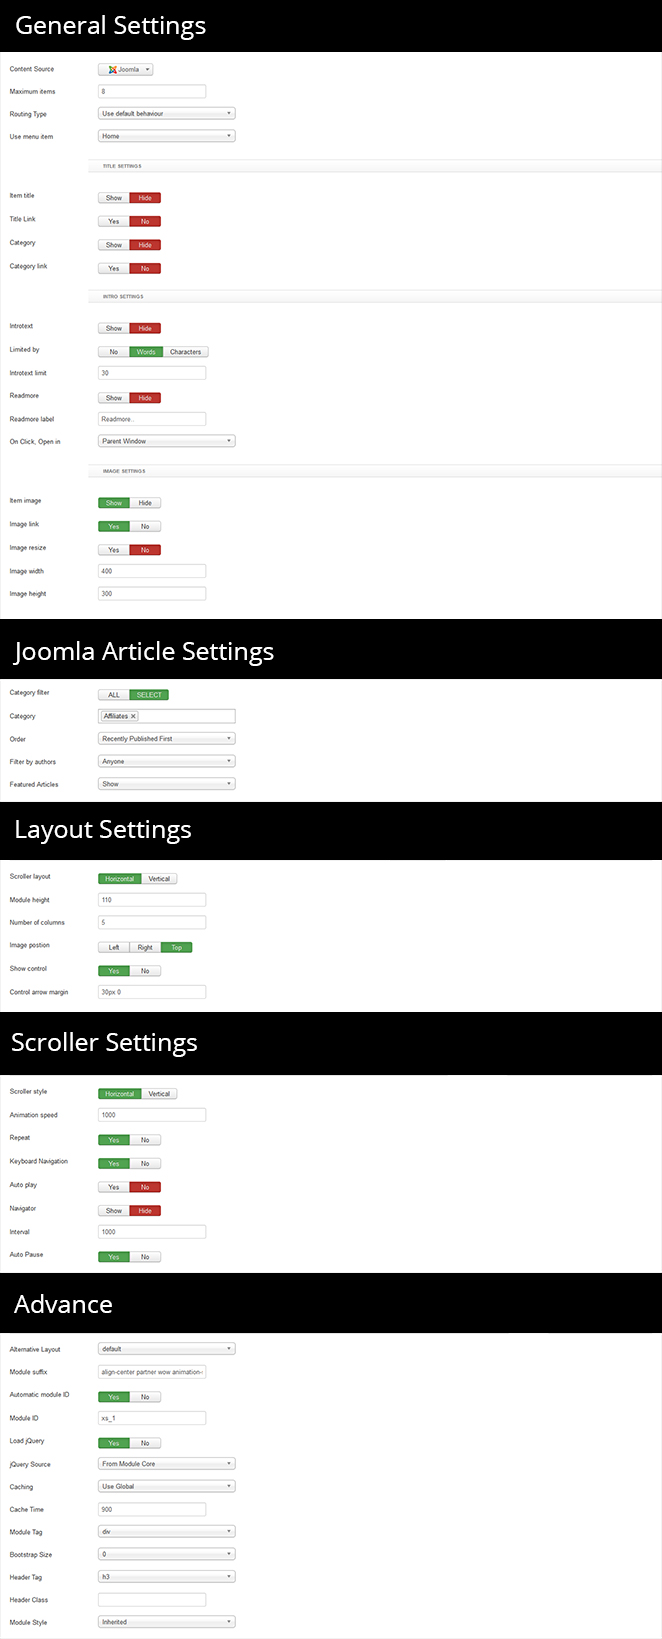 General Settings
Content Source Joomla
Maximum items 8
Routing Type Use default behaviour
Use menu item Home
TITLE SETTINGS
Item title Show Hide
Title Link Yes No
Category Show Hide
Category link Yes No
INTRO SETTINGS
Introtext Show Hide
Limited by No Words Characters
Introtext limit 30
Readmore Show Hide
Readmore label Readmore..
On Click, Open in Parent Window
IMAGE SETTINGS
Item image Show Hide
Image link Yes No
Image resize Yes No
Image width 400
Image height 300
Joomla Article Settings
Category filter ALL SELECT
Category Affiliates ×
Order Recently Published First
Filter by authors Anyone
Featured Articles Show
Layout Settings
Scroller layout Horizontal Vertical
Module height 110
Number of columns 5
Image postion Left Right Top
Show control Yes No
Control arrow margin 30px 0
Scroller Settings
Scroller style Horizontal Vertical
Animation speed 1000
Repeat Yes No
Keyboard Navigation Yes No
Auto play Yes No
Navigator Show Hide
Interval 1000
Auto Pause Yes No
Advance
Alternative Layout default
Module suffix align-center partner wow animation-
Automatic module ID Yes No
Module ID xs_1
Load jQuery Yes No
jQuery Source From Module Core
Caching Use Global
Cache Time 900
Module Tag div
Bootstrap Size 0
Header Tag h3
Header Class
Module Style Inherited